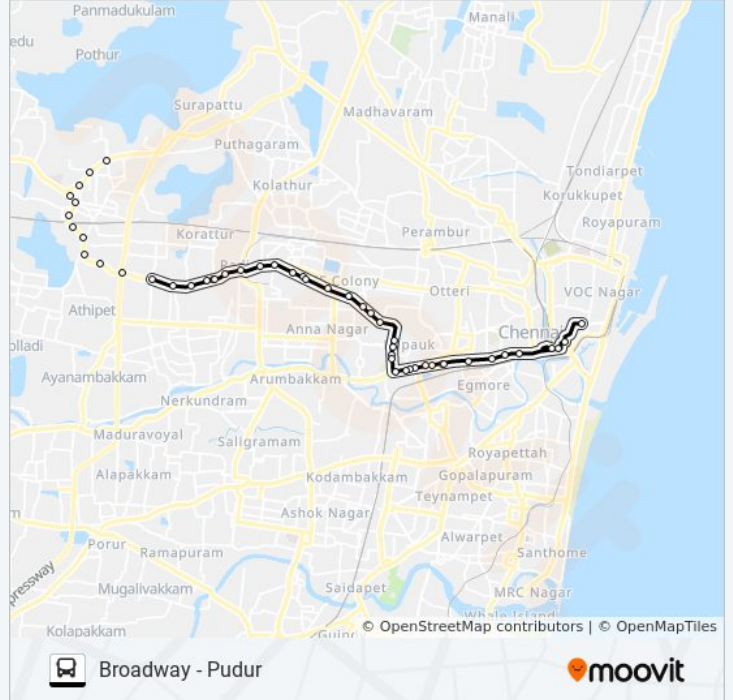 Panmadukulam
Manali
edu
Pothur
Surapattu
Madhavaram
Puthagaram
Tondiarpet
Kolathur
Korukkupet
Royapuram
Korattur
Perambur
Colony
Otteri
VOC Nagar
Athipet
Anna Nagar
pauk
Chenna
olladi
Ayanambakkam
Arumbakkam
Egmore
Nerkundram
Maduravoyal
Saligramam
Royapettah
Alapakkam
Kodambakkam
Gopalapuram
Teynampet
m
Ashok Nagar
Alwarpet
Porur
Ramapuram
Santhome
pressway
Mugalivakkam
Saidapet
MRC Nagar
Whale Island
Kolapakkam
© OpenStreetMap contributors | © OpenMapTiles
Broadway - Pudur
moovit